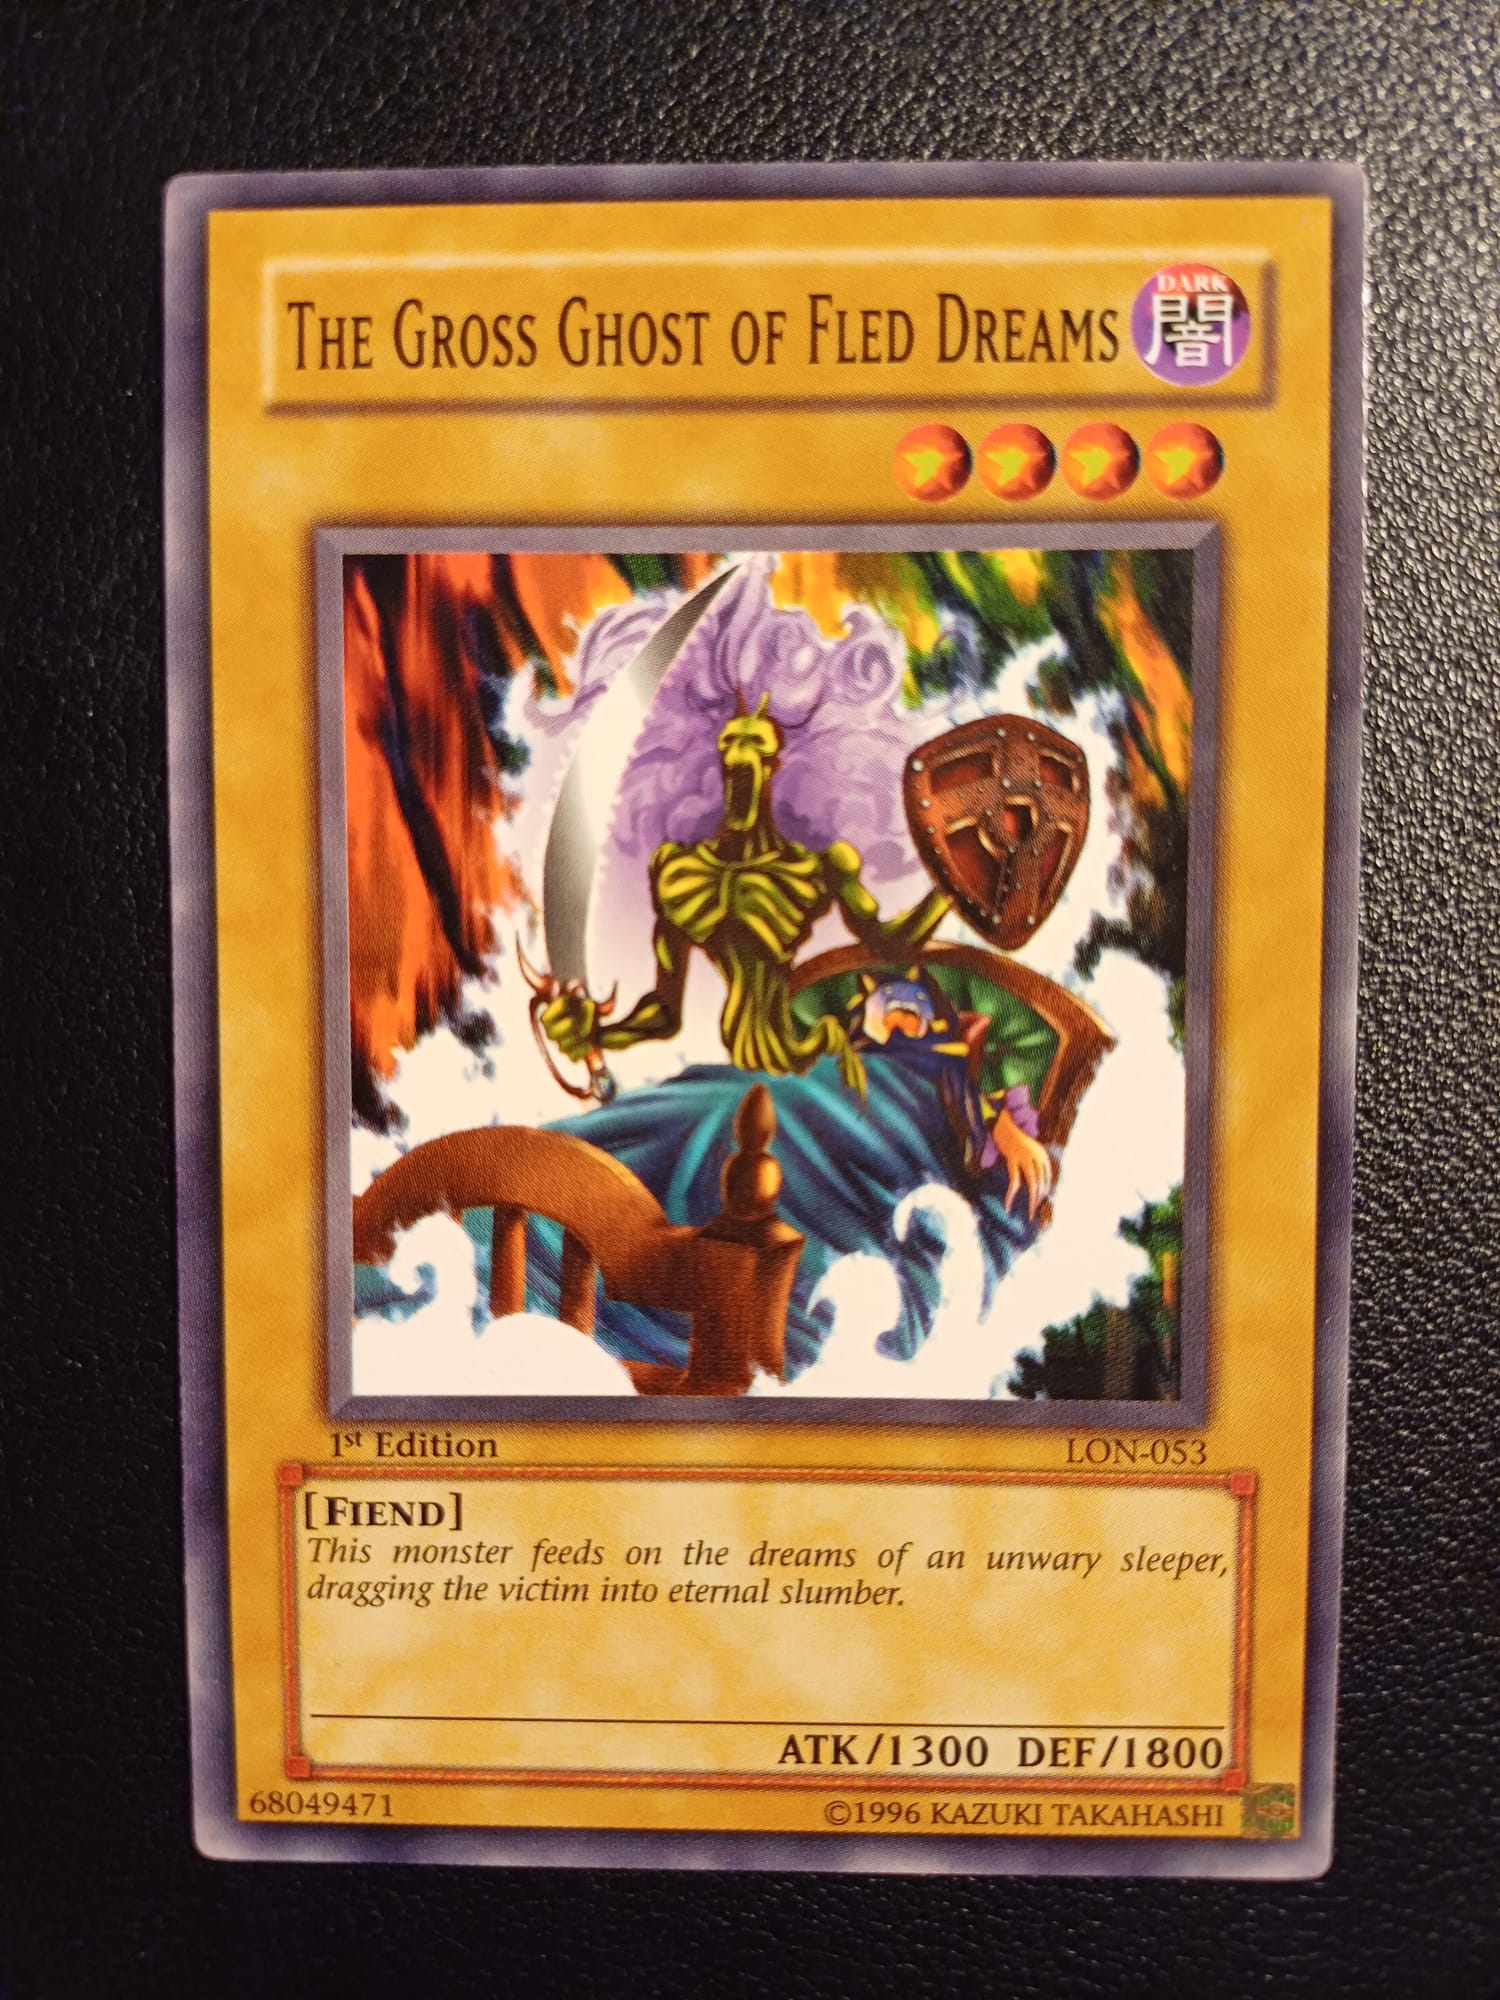 THE GROSS GHOST OF FLED DREAMS
DARK
闇
1st Edition
LON-053
[FIEND]
This monster feeds on the dreams of an unwary sleeper,
dragging the victim into eternal slumber.
ATK/1300 DEF/1800
68049471
©1996 KAZUKI TAKAHASHI